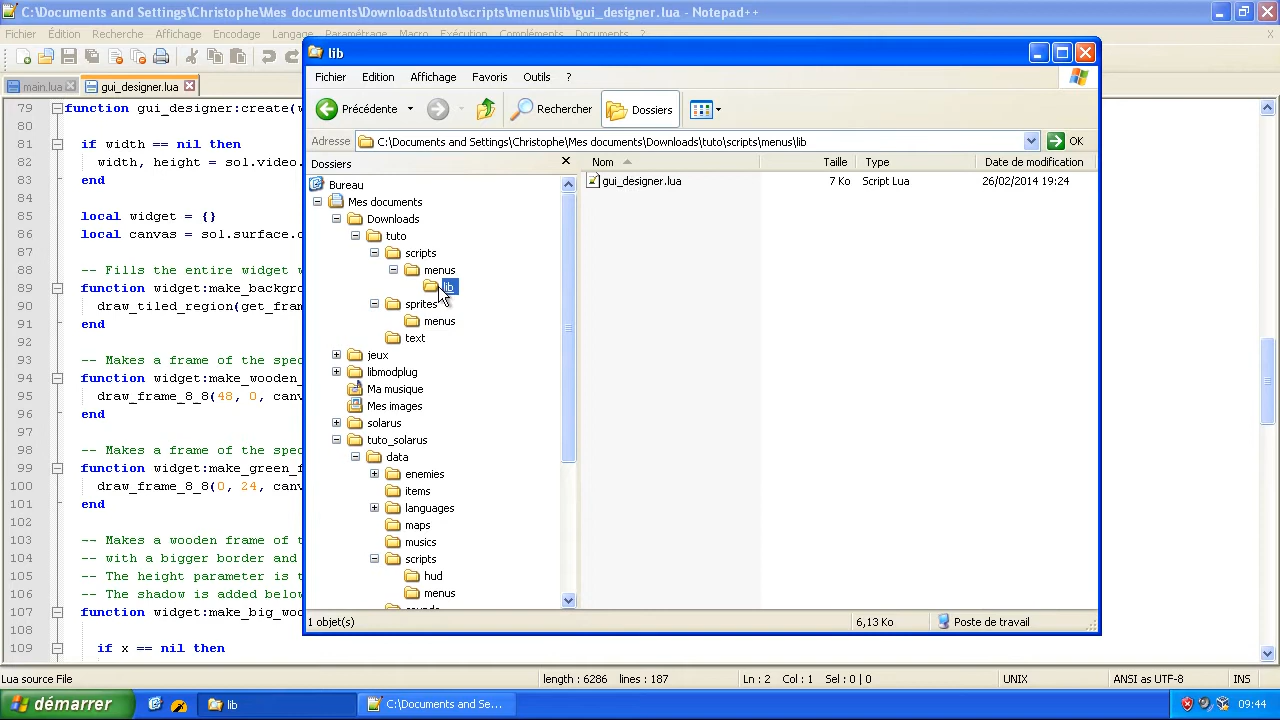 C:\Documents and Settings\Christophe\Mes documents\Downloads\tuto\scripts\menus\lib\gui_designer.lua - Notepad++
Fichier Édition Recherche Affichage Encodage Langage Paramétrage Macro Exécution Compléments Documents ?
main.lua gui_designer.lua
79 function gui_designer:create(w
80
81 if width == nil then
82 width, height = sol.video.
83 end
84
85 local widget = {}
86 local canvas = sol.surface.c
87
88 -- Fills the entire widget w
89 function widget:make_backgro
90 draw_tiled_region(get_fram
91 end
92
93 -- Makes a frame of the spec
94 function widget:make_wooden_
95 draw_frame_8_8(48, 0, canv
96 end
97
98 -- Makes a frame of the spec
99 function widget:make_green_f
100 draw_frame_8_8(0, 24, canv
101 end
102
103 -- Makes a wooden frame of t
104 -- with a bigger border and
105 -- The height parameter is t
106 -- The shadow is added below
107 function widget:make_big_woo
108
109 if x == nil then
Lua source File length : 6286 lines : 187 Ln : 2 Col : 1 Sel : 0 | 0 UNIX ANSI as UTF-8 INS
lib
Fichier Edition Affichage Favoris Outils ?
Précédente Rechercher Dossiers
Adresse C:\Documents and Settings\Christophe\Mes documents\Downloads\tuto\scripts\menus\lib OK
Dossiers
Bureau
Mes documents
Downloads
tuto
scripts
menus
lib
sprites
menus
text
jeux
libmodplug
Ma musique
Mes images
solarus
tuto_solarus
data
enemies
items
languages
maps
musics
scripts
hud
menus
Nom Taille Type Date de modification
gui_designer.lua 7 Ko Script Lua 26/02/2014 19:24
1 objet(s) 6,13 Ko Poste de travail
démarrer lib C:\Documents and Se... 09:44